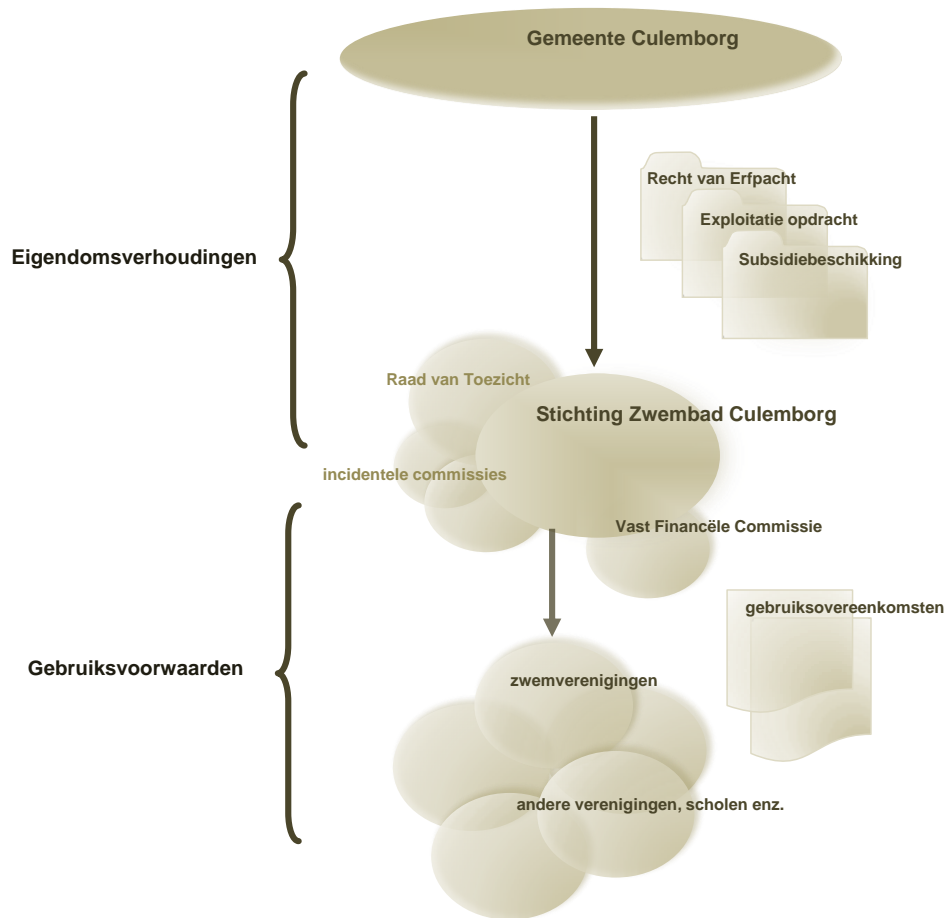 Gemeente Culemborg
Recht van Erfpacht
Exploitatie opdracht
Eigendomsverhoudingen
Subsidiebeschikking
Raad van Toezicht
Stichting Zwembad Culemborg
incidentele commissies
Vast Financële Commissie
gebruiksovereenkomsten
Gebruiksvoorwaarden
zwemverenigingen
andere verenigingen, scholen enz.